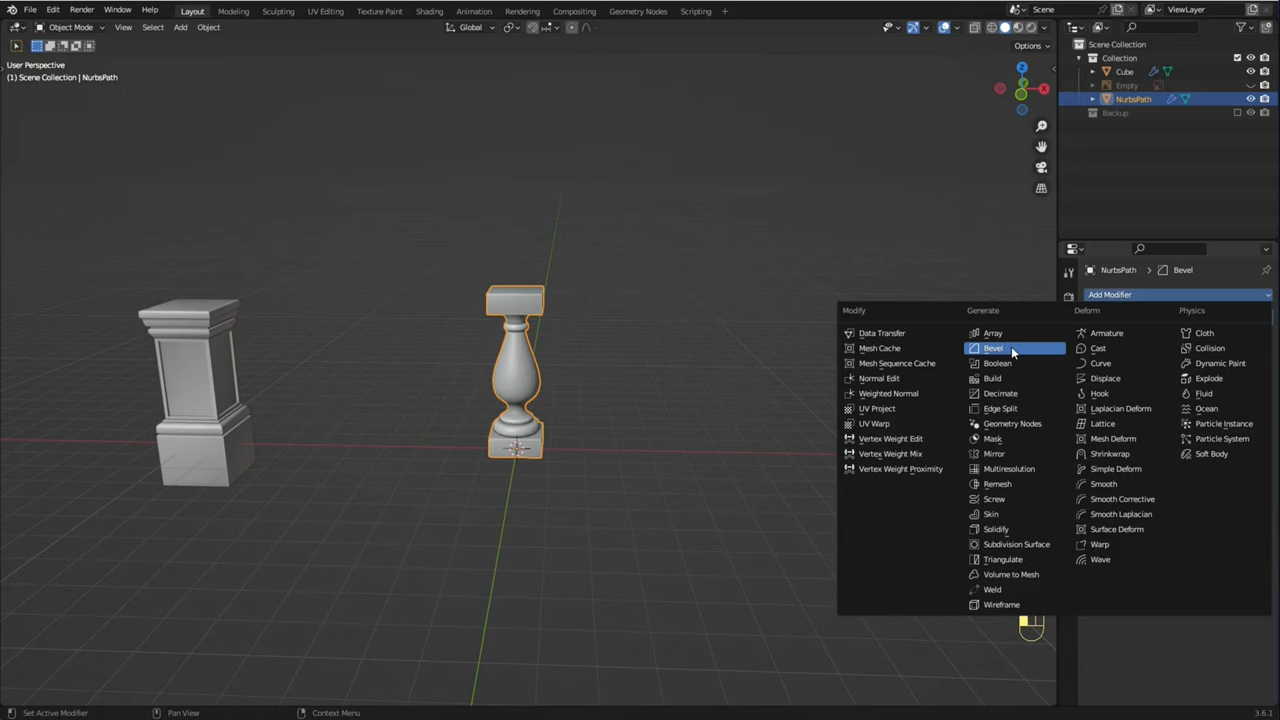 File Edit Render Window Help Layout Modeling Sculpting UV Editing Texture Paint Shading Animation Rendering Compositing Geometry Nodes Scripting Scene ViewLayer
Object Mode View Select Add Object Global
Options
User Perspective
(1) Scene Collection | NurbsPath
Z
X
Scene Collection
Collection
Cube
Empty
NurbsPath
Backup
NurbsPath > Bevel
Add Modifier
Modify
Data Transfer
Mesh Cache
Mesh Sequence Cache
Normal Edit
Weighted Normal
UV Project
UV Warp
Vertex Weight Edit
Vertex Weight Mix
Vertex Weight Proximity
Generate
Array
Bevel
Boolean
Build
Decimate
Edge Split
Geometry Nodes
Mask
Mirror
Multiresolution
Remesh
Screw
Skin
Solidify
Subdivision Surface
Triangulate
Volume to Mesh
Weld
Wireframe
Deform
Armature
Cast
Curve
Displace
Hook
Laplacian Deform
Lattice
Mesh Deform
Shrinkwrap
Simple Deform
Smooth
Smooth Corrective
Smooth Laplacian
Surface Deform
Warp
Wave
Physics
Cloth
Collision
Dynamic Paint
Explode
Fluid
Ocean
Particle Instance
Particle System
Soft Body
Set Active Modifier Pan View Context Menu 3.6.1